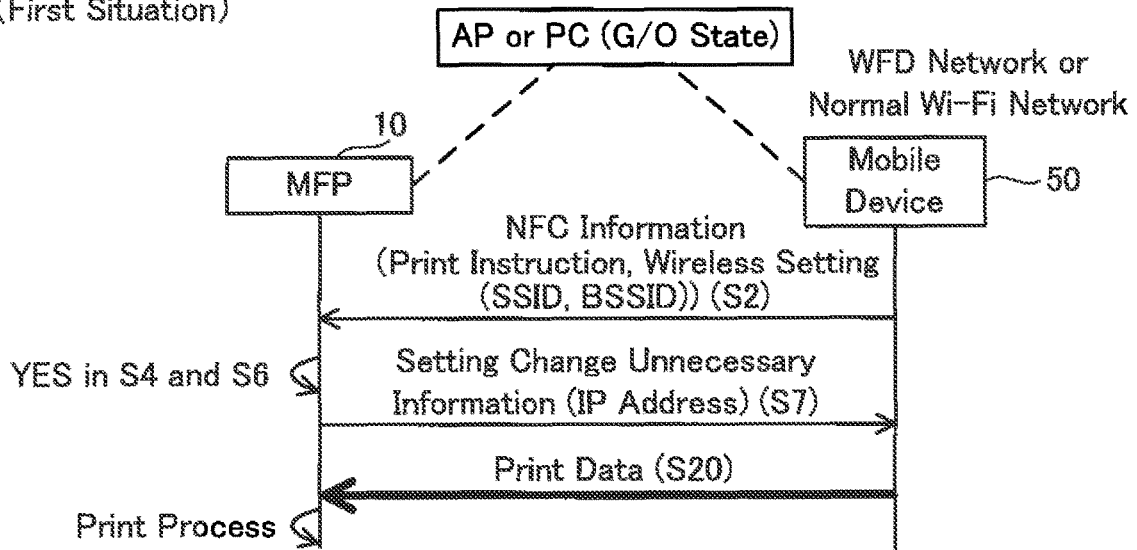 (First Situation)
AP or PC (G/O State)
WFD Network or
Normal Wi-Fi Network
10
MFP
Mobile
Device
50
NFC Information
(Print Instruction, Wireless Setting
(SSID, BSSID)) (S2)
YES in S4 and S6
Setting Change Unnecessary
Information (IP Address) (S7)
Print Data (S20)
Print Process